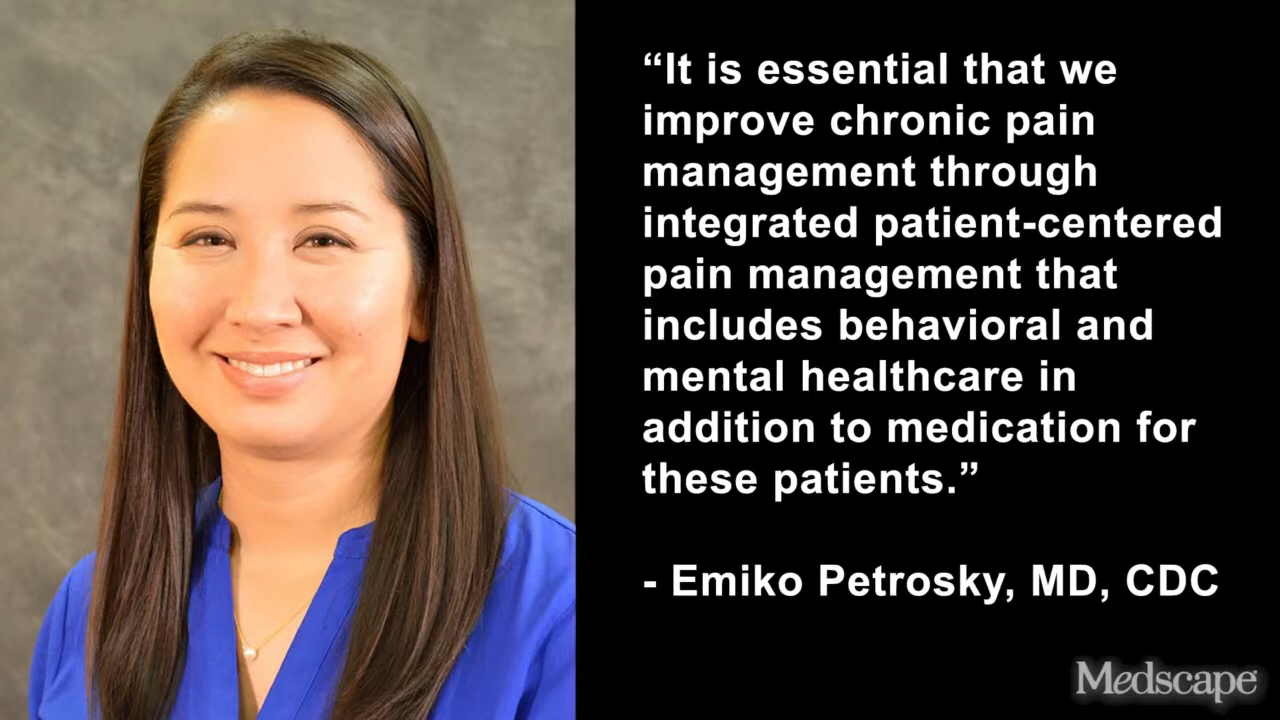 “It is essential that we
improve chronic pain
management through
integrated patient-centered
pain management that
includes behavioral and
mental healthcare in
addition to medication for
these patients.”
- Emiko Petrosky, MD, CDC
Medscape